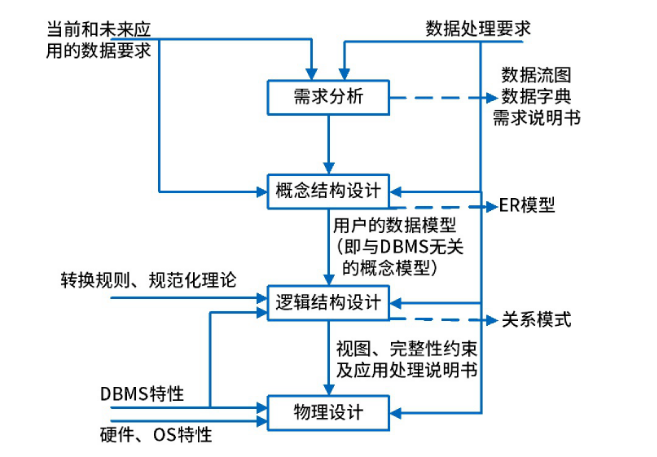 当前和未来应
用的数据要求
数据处理要求
需求分析
数据流图
数据字典
需求说明书
概念结构设计
ER模型
用户的数据模型
（即与DBMS无关
的概念模型）
转换规则、规范化理论
逻辑结构设计
关系模式
视图、完整性约束
及应用处理说明书
DBMS特性
物理设计
硬件、OS特性